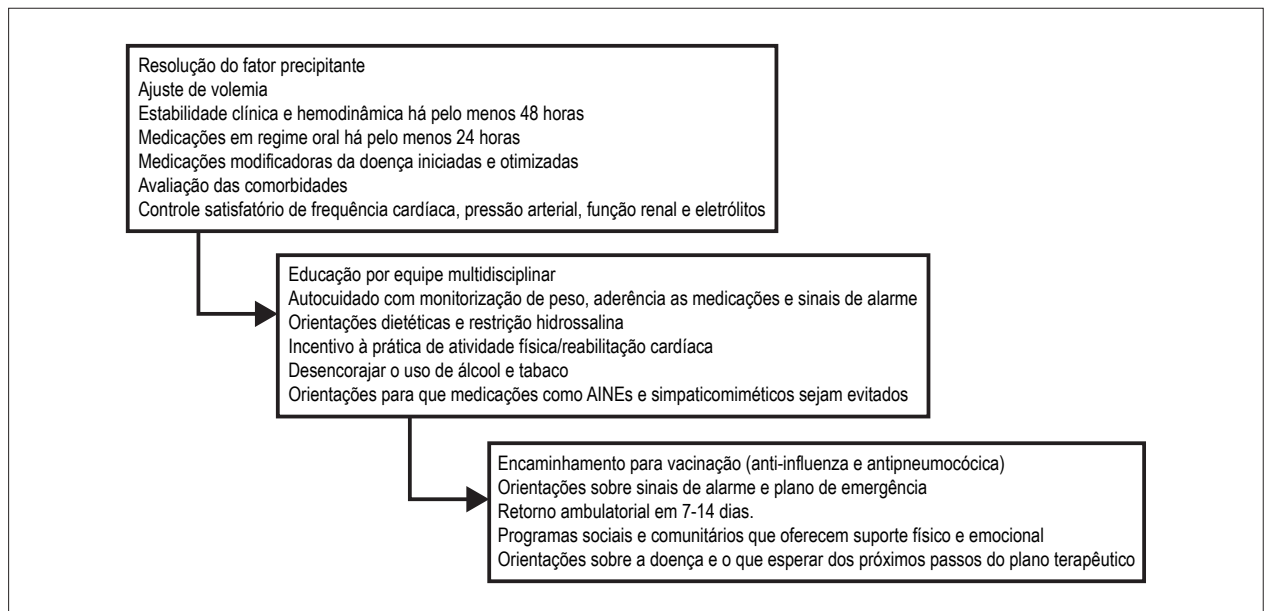 Resolução do fator precipitante
Ajuste de volemia
Estabilidade clínica e hemodinâmica há pelo menos 48 horas
Medicações em regime oral há pelo menos 24 horas
Medicações modificadoras da doença iniciadas e otimizadas
Avaliação das comorbidades
Controle satisfatório de frequência cardíaca, pressão arterial, função renal e eletrólitos
Educação por equipe multidisciplinar
Autocuidado com monitorização de peso, aderência as medicações e sinais de alarme
Orientações dietéticas e restrição hidrossalina
Incentivo à prática de atividade física/reabilitação cardíaca
Desencorajar o uso de álcool e tabaco
Orientações para que medicações como AINEs e simpaticomiméticos sejam evitados
Encaminhamento para vacinação (anti-influenza e antipneumocócica)
Orientações sobre sinais de alarme e plano de emergência
Retorno ambulatorial em 7-14 dias.
Programas sociais e comunitários que oferecem suporte físico e emocional
Orientações sobre a doença e o que esperar dos próximos passos do plano terapêutico